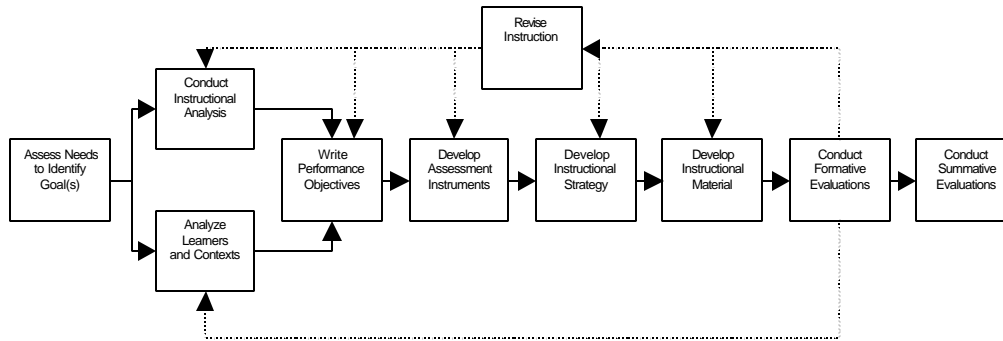 Revise
Instruction
Conduct
Instructional
Analysis
Assess Needs
to Identify
Goal(s)
Write
Performance
Objectives
Develop
Assessment
Instruments
Develop
Instructional
Strategy
Develop
Instructional
Material
Conduct
Formative
Evaluations
Conduct
Summative
Evaluations
Analyze
Learners
and Contexts